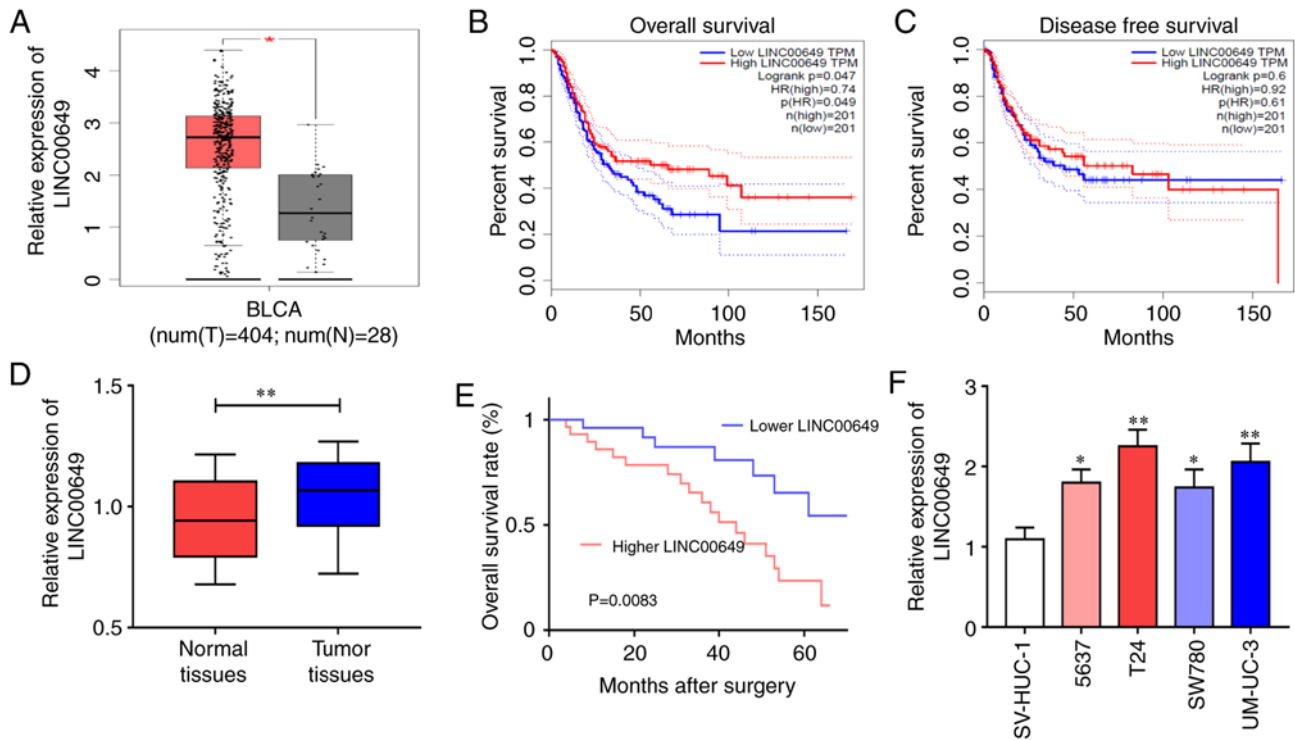 A
Relative expression of
LINC00649
4
3
2
1
0
*
BLCA
(num(T)=404; num(N)=28)
B
Overall survival
Percent survival
1.0
0.8
0.6
0.4
0.2
0.0
Low LINC00649 TPM
High LINC00649 TPM
Logrank p=0.047
HR(high)=0.74
p(HR)=0.049
n(high)=201
n(low)=201
0 50 100 150
Months
C
Disease free survival
Percent survival
1.0
0.8
0.6
0.4
0.2
0.0
Low LINC00649 TPM
High LINC00649 TPM
Logrank p=0.6
HR(high)=0.92
p(HR)=0.61
n(high)=201
n(low)=201
0 50 100 150
Months
D
Relative expression of
LINC00649
1.5
1.0
0.5
**
Normal
tissues
Tumor
tissues
E
Overall survival rate (%)
1
0.5
0
Lower LINC00649
Higher LINC00649
P=0.0083
0 20 40 60
Months after surgery
F
Relative expression of
LINC00649
3
2
1
0
* ** * **
SV-HUC-1
5637
T24
SW780
UM-UC-3